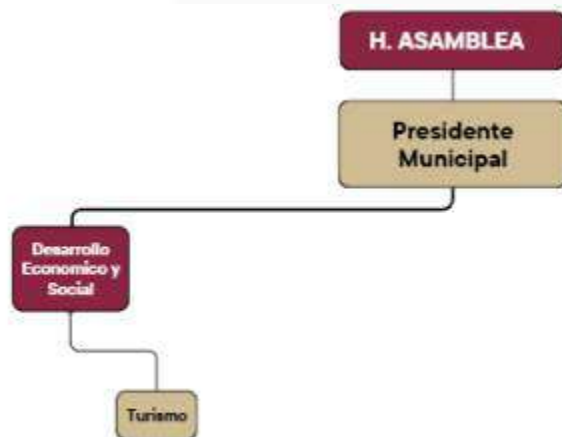 H. ASAMBLEA
Presidente
Municipal
Desarrollo
Economico y
Social
Turismo